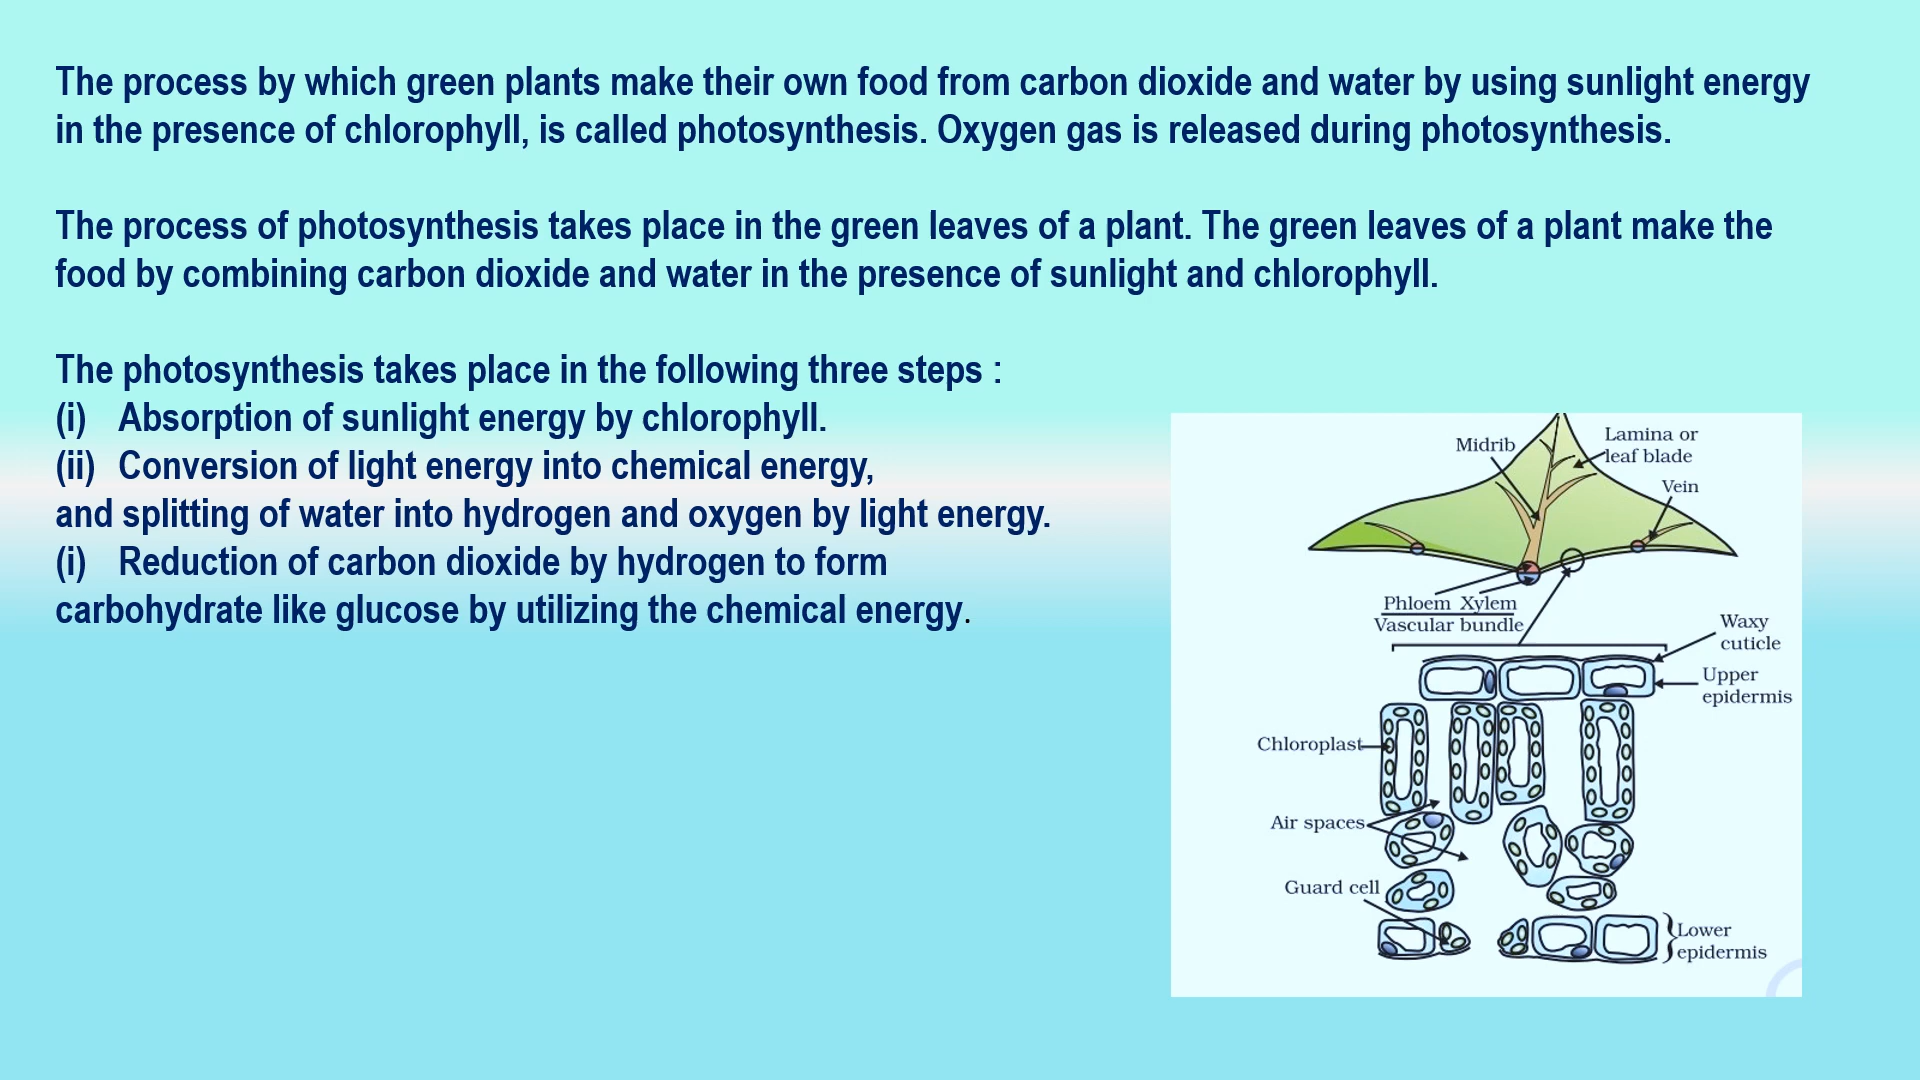 The process by which green plants make their own food from carbon dioxide and water by using sunlight energy
in the presence of chlorophyll, is called photosynthesis. Oxygen gas is released during photosynthesis.
The process of photosynthesis takes place in the green leaves of a plant. The green leaves of a plant make the
food by combining carbon dioxide and water in the presence of sunlight and chlorophyll.
The photosynthesis takes place in the following three steps :
(i) Absorption of sunlight energy by chlorophyll.
(ii) Conversion of light energy into chemical energy,
and splitting of water into hydrogen and oxygen by light energy.
(i) Reduction of carbon dioxide by hydrogen to form
carbohydrate like glucose by utilizing the chemical energy.
Midrib
Lamina or
leaf blade
Vein
Phloem Xylem
Vascular bundle
Waxy
cuticle
Upper
epidermis
Chloroplast
Air spaces
Guard cell
Lower
epidermis